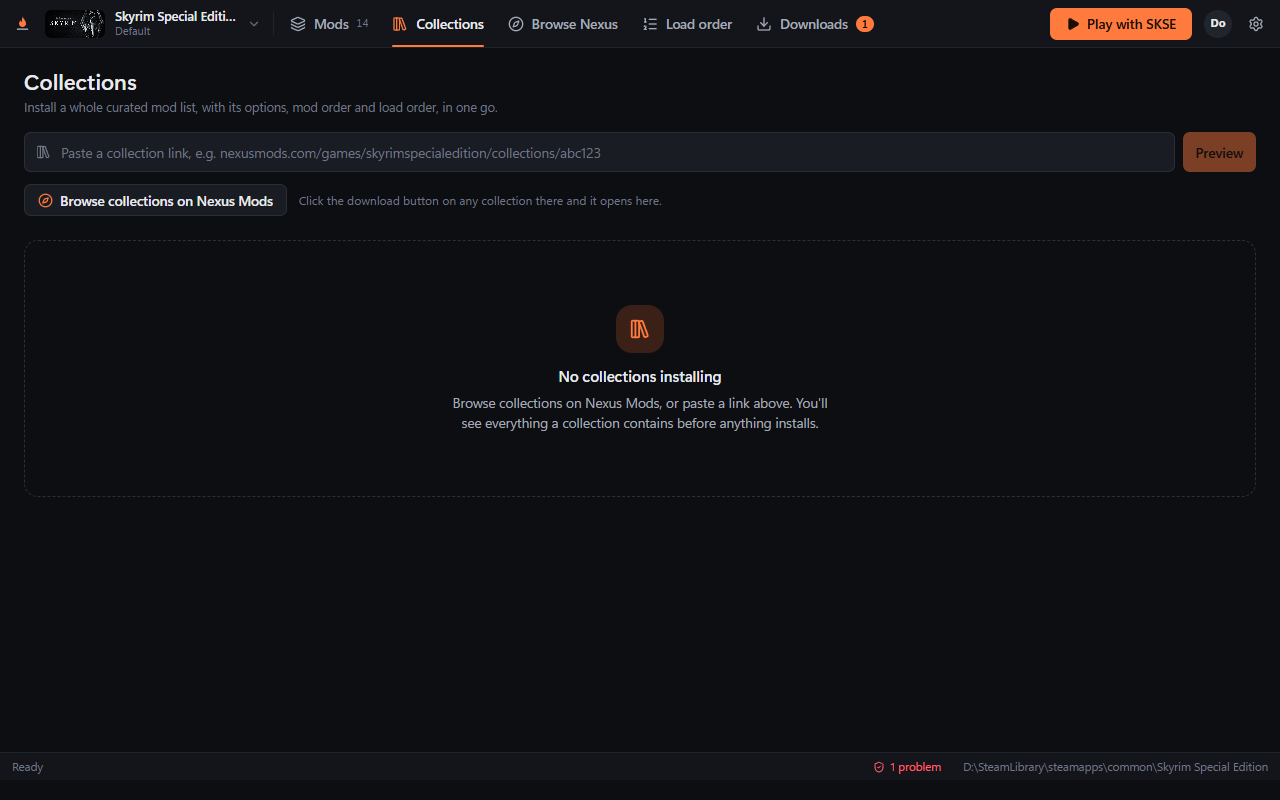 Skyrim Special Editi...
Default
Mods 14
Collections
Browse Nexus
Load order
Downloads 1
Play with SKSE
Do
Collections
Install a whole curated mod list, with its options, mod order and load order, in one go.
Paste a collection link, e.g. nexusmods.com/games/skyrimspecialedition/collections/abc123
Preview
Browse collections on Nexus Mods
Click the download button on any collection there and it opens here.
No collections installing
Browse collections on Nexus Mods, or paste a link above. You'll
see everything a collection contains before anything installs.
Ready
1 problem
D:\SteamLibrary\steamapps\common\Skyrim Special Edition